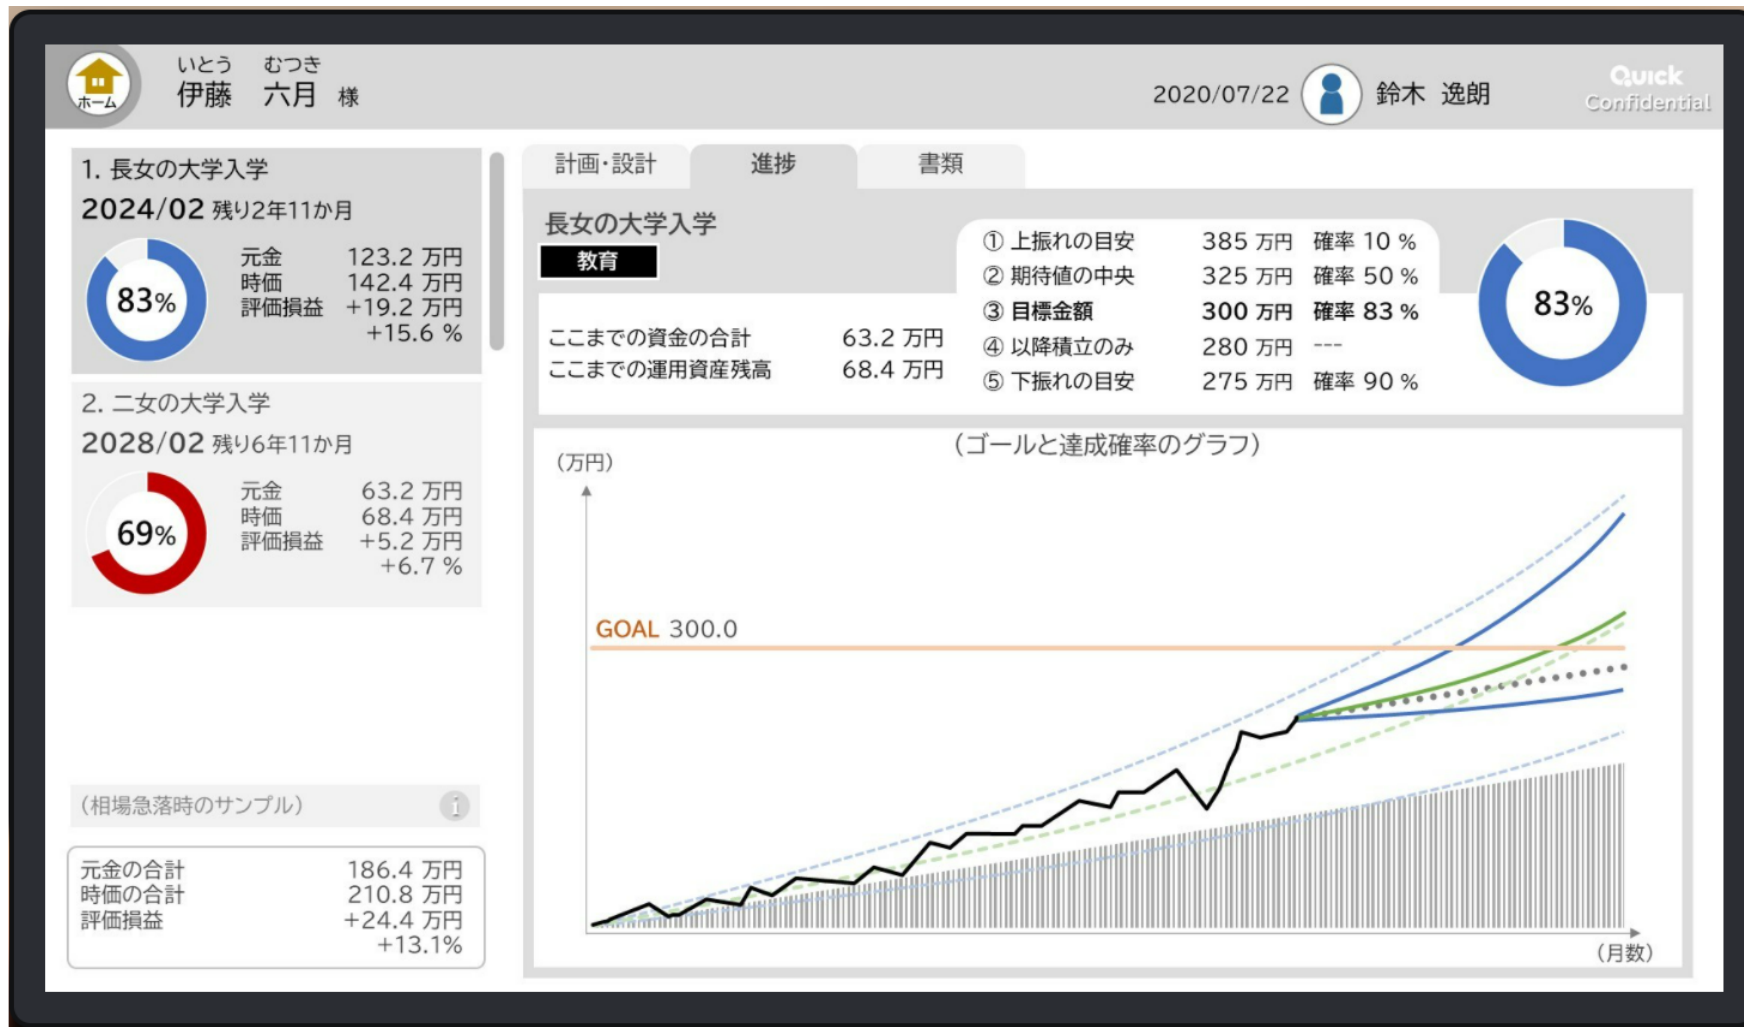 いとう むつき
伊藤 六月 様
ホーム
2020/07/22
鈴木 逸朗
Quick
Confidential
1. 長女の大学入学
2024/02 残り2年11か月
83%
元金 123.2 万円
時価 142.4 万円
評価損益 +19.2 万円
+15.6 %
2. 二女の大学入学
2028/02 残り6年11か月
69%
元金 63.2 万円
時価 68.4 万円
評価損益 +5.2 万円
+6.7 %
(相場急落時のサンプル)
i
元金の合計 186.4 万円
時価の合計 210.8 万円
評価損益 +24.4 万円
+13.1%
計画・設計 進捗 書類
長女の大学入学
教育
ここまでの資金の合計 63.2 万円
ここまでの運用資産残高 68.4 万円
① 上振れの目安 385 万円 確率 10 %
② 期待値の中央 325 万円 確率 50 %
③ 目標金額 300 万円 確率 83 %
④ 以降積立のみ 280 万円 ---
⑤ 下振れの目安 275 万円 確率 90 %
83%
(ゴールと達成確率のグラフ)
(万円)
GOAL 300.0
(月数)